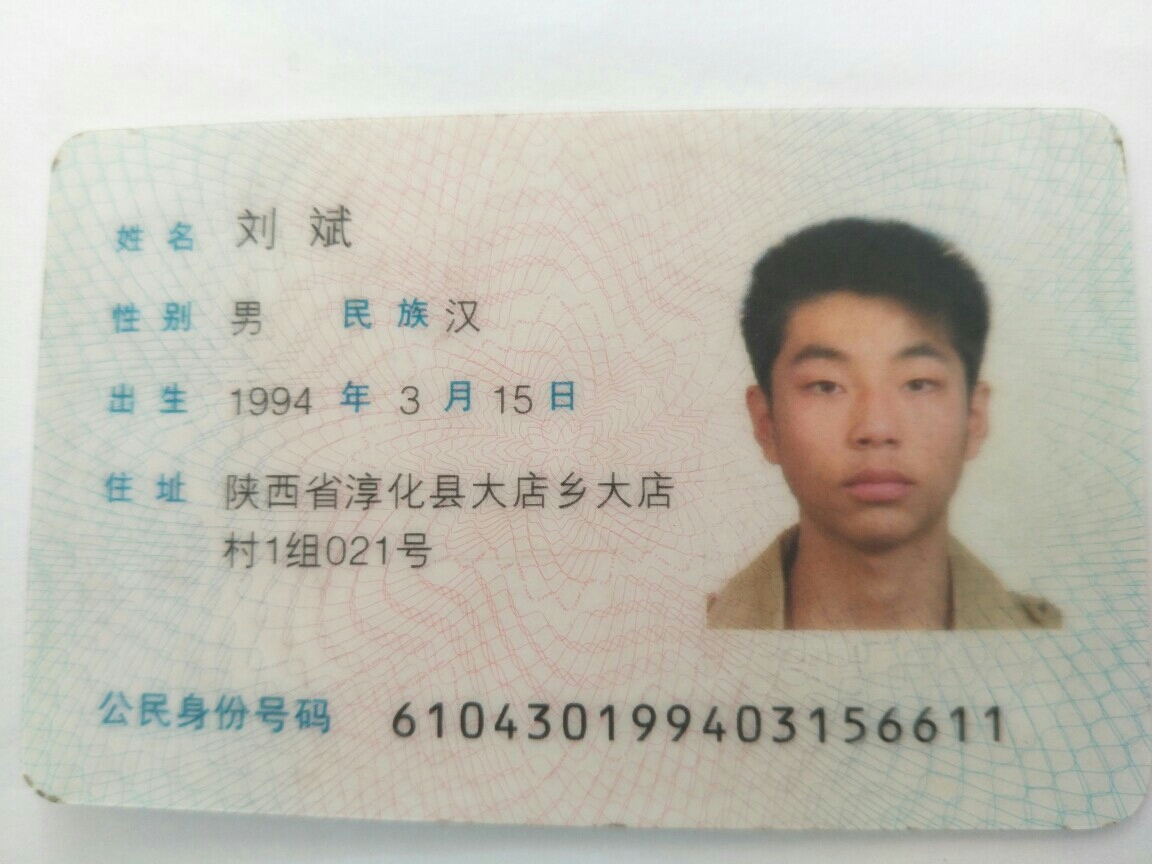 姓名 刘斌
性别 男 民族 汉
出生 1994 年 3 月 15 日
住址 陕西省淳化县大店乡大店
村1组021号
公民身份号码 610430199403156611